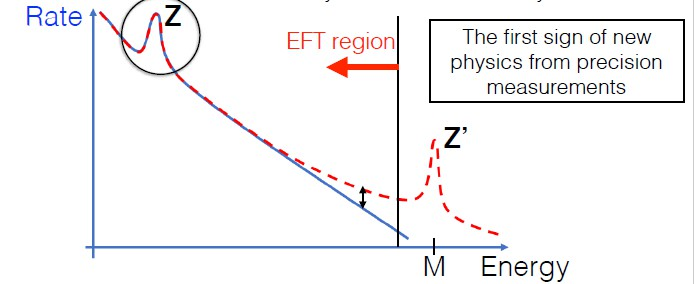 Rate
Z
EFT region
The first sign of new
physics from precision
measurements
Z’
M
Energy